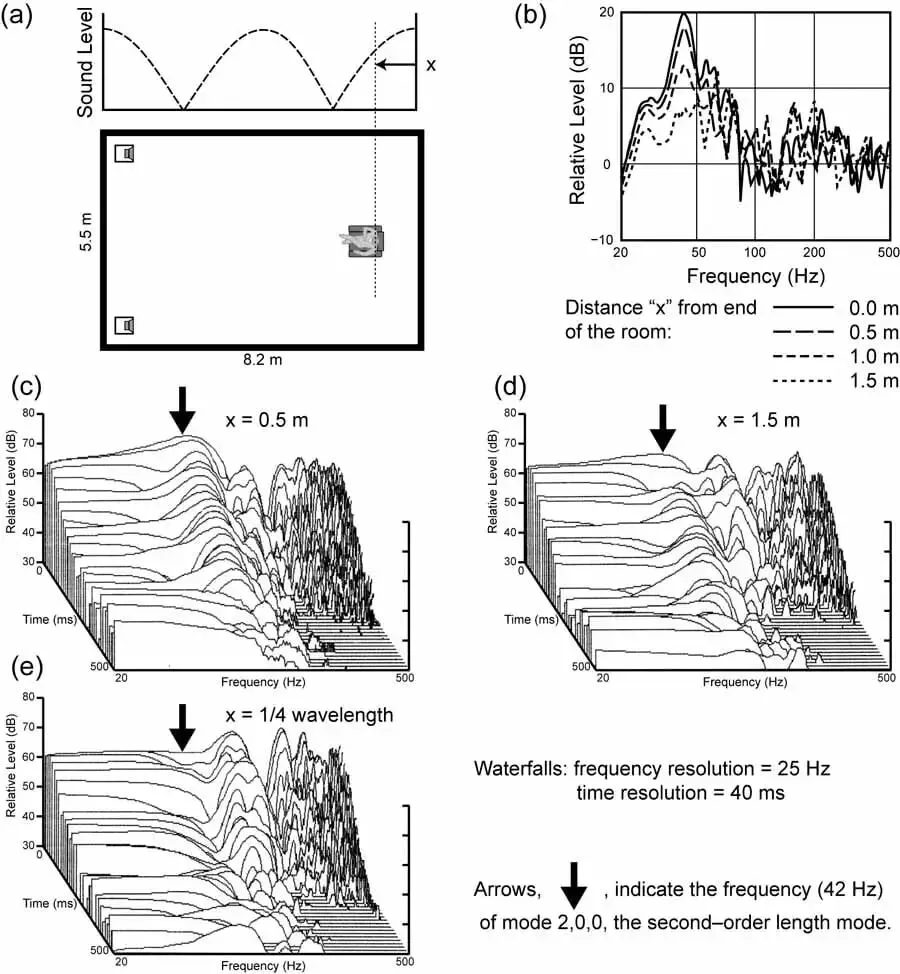 (a)
Sound Level
x
5.5 m
8.2 m
(b)
Relative Level (dB)
20
10
0
−10
20
50
100
200
500
Frequency (Hz)
Distance “x” from end
of the room:
0.0 m
0.5 m
1.0 m
1.5 m
(c)
x = 0.5 m
Relative Level (dB)
80
70
60
50
40
30
0
Time (ms)
500
20
Frequency (Hz)
500
(d)
x = 1.5 m
Relative Level (dB)
80
70
60
50
40
30
0
Time (ms)
500
20
Frequency (Hz)
500
(e)
x = 1/4 wavelength
Relative Level (dB)
80
70
60
50
40
30
0
Time (ms)
500
20
Frequency (Hz)
500
Waterfalls: frequency resolution = 25 Hz
time resolution = 40 ms
Arrows, , indicate the frequency (42 Hz)
of mode 2,0,0, the second–order length mode.